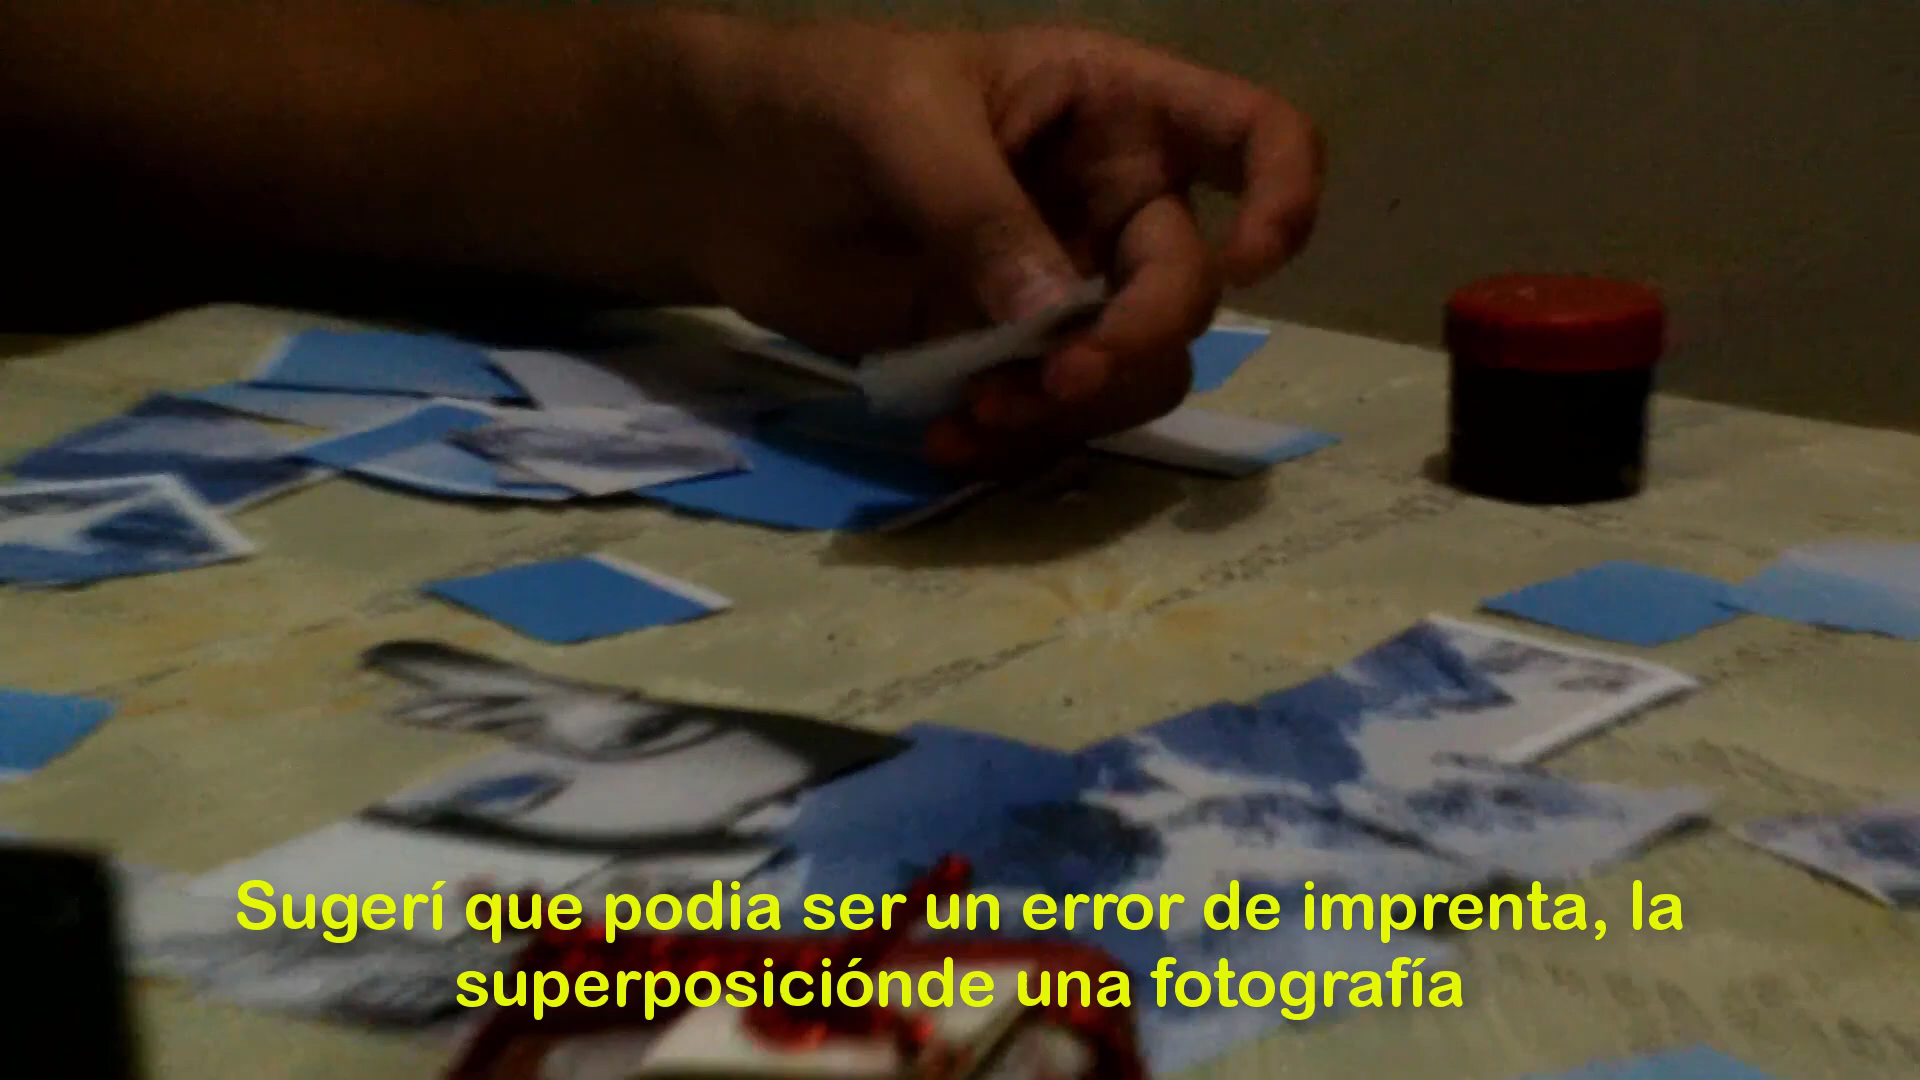 Sugerí que podia ser un error de imprenta, la
superposiciónde una fotografía